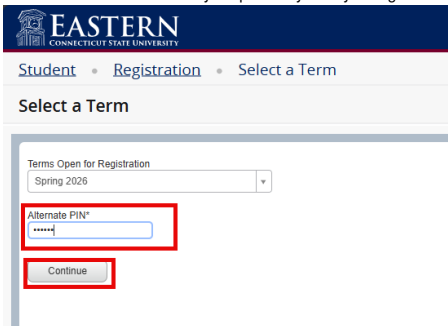 EASTERN
CONNECTICUT STATE UNIVERSITY
Student • Registration • Select a Term
Select a Term
Terms Open for Registration
Spring 2026
Alternate PIN*
••••••
Continue